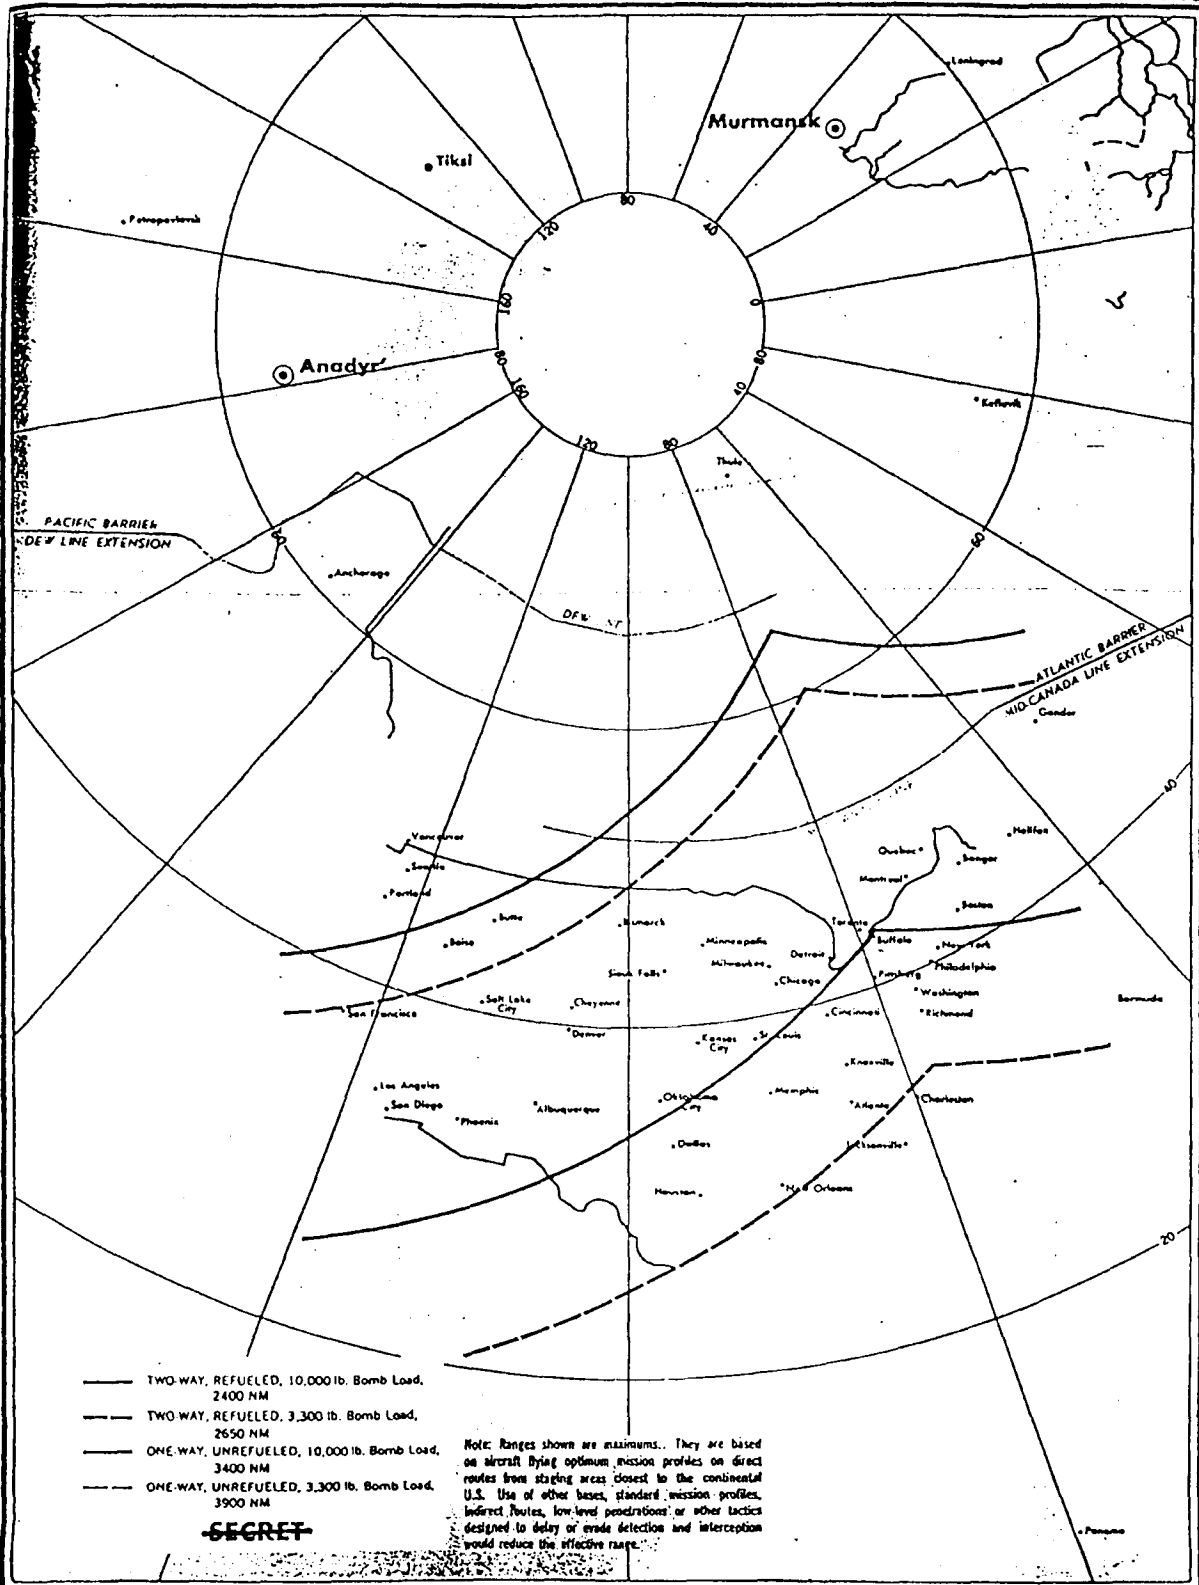 Leningrad
Murmansk
Tiksi
Petropavlovsk
80
120
40
160
0
Anadyr'
80
160
80
40
Keflavik
120
80
Thule
PACIFIC BARRIER
DEW LINE EXTENSION
60
Anchorage
DEW
ATLANTIC BARRIER
MID-CANADA LINE EXTENSION
Gander
40
Vancouver
Seattle
Portland
Halifax
Quebec
Bangor
Montreal
Butte
Boise
Bismarck
Boston
Toronto
Buffalo
New York
Minneapolis
Milwaukee
Detroit
Chicago
Sioux Falls
Pittsburg
Philadelphia
Washington
Bermuda
San Francisco
Salt Lake
City
Cheyenne
Denver
Cincinnati
Richmond
Kansas
City
St. Louis
Knoxville
Los Angeles
San Diego
Phoenix
Albuquerque
Oklahoma
City
Memphis
Atlanta
Charleston
Dallas
Jacksonville
Houston
New Orleans
20
TWO-WAY, REFUELED, 10,000 lb. Bomb Load,
2400 NM
TWO-WAY, REFUELED, 3,300 lb. Bomb Load,
2650 NM
ONE-WAY, UNREFUELED, 10,000 lb. Bomb Load,
3400 NM
ONE-WAY, UNREFUELED, 3,300 lb. Bomb Load,
3900 NM
SECRET
Note: Ranges shown are maximums.. They are based
on aircraft flying optimum mission profiles on direct
routes from staging areas closest to the continental
U.S. Use of other bases, standard mission profiles,
indirect routes, low-level penetrations or other tactics
designed to delay or evade detection and interception
would reduce the effective range.
Panama